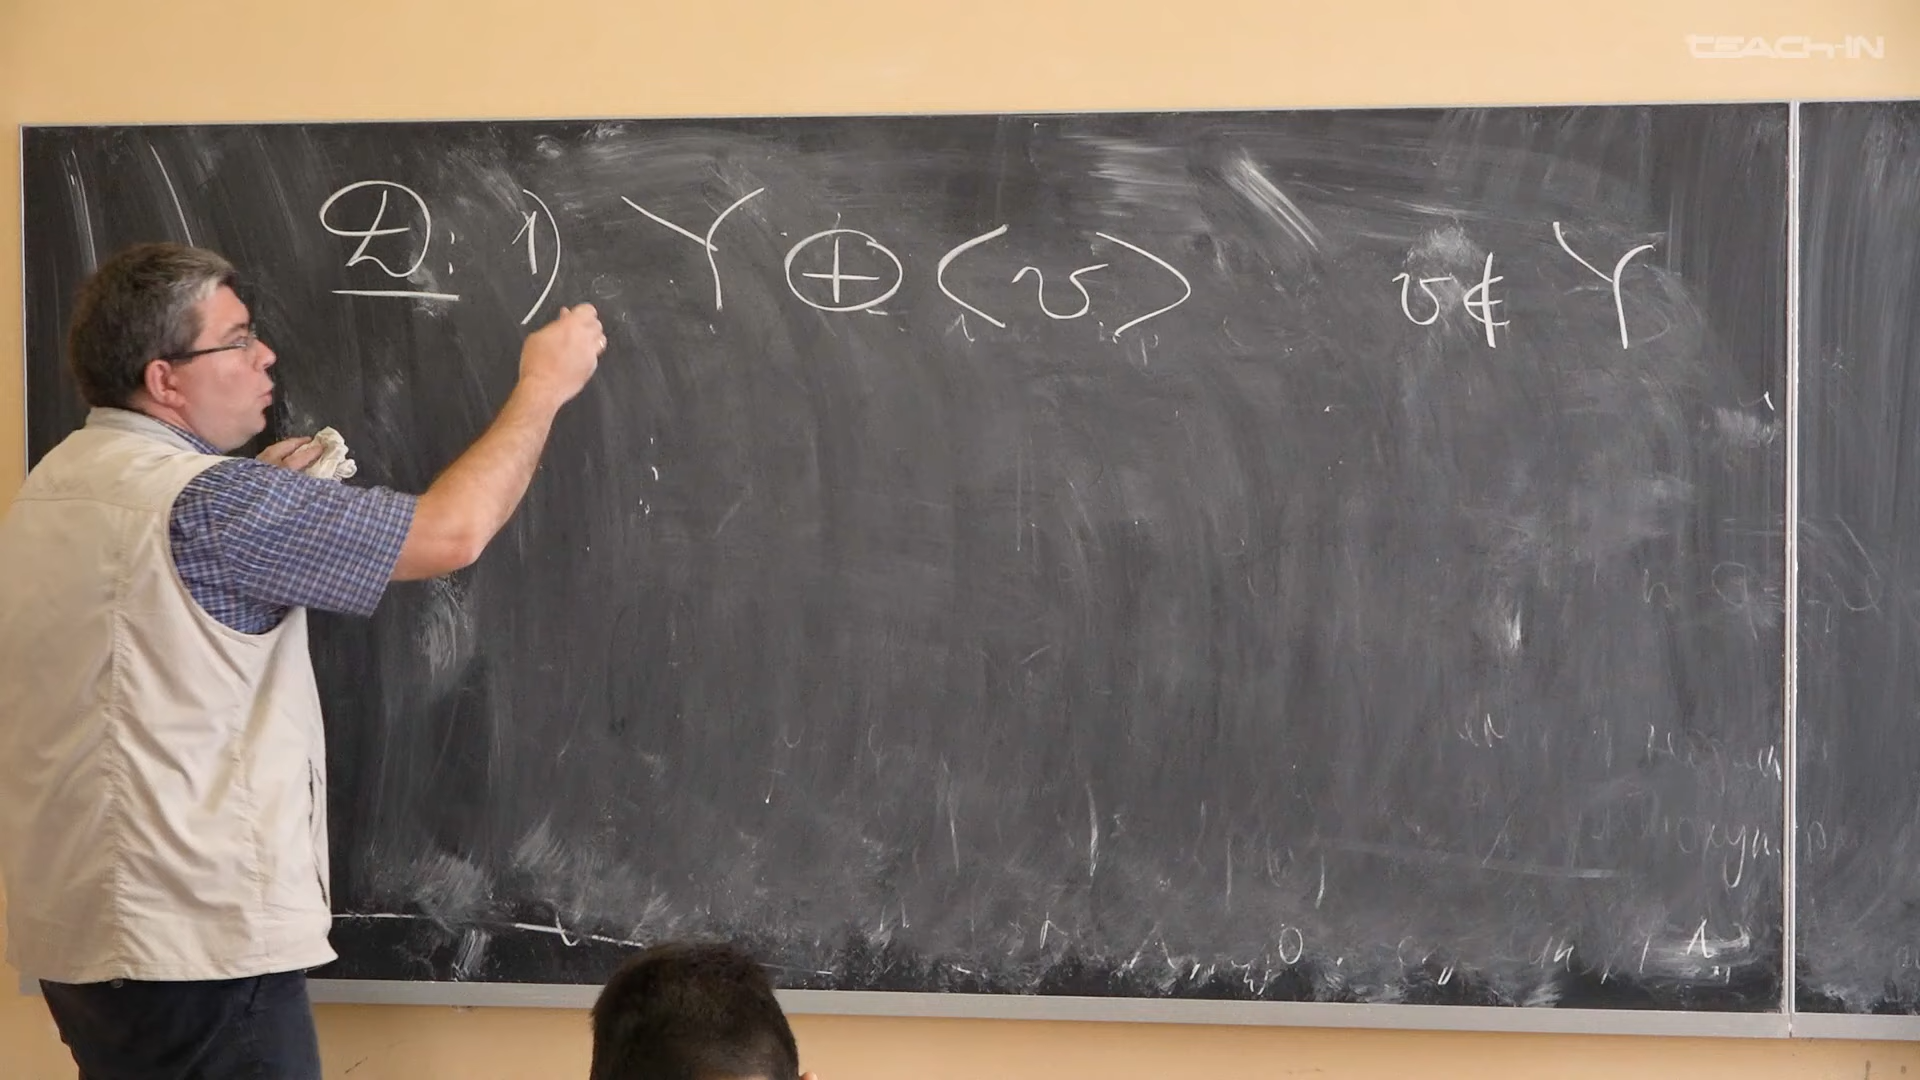 TEACH-IN
D: 1) Y ⊕ ⟨v⟩ v ∉ Y